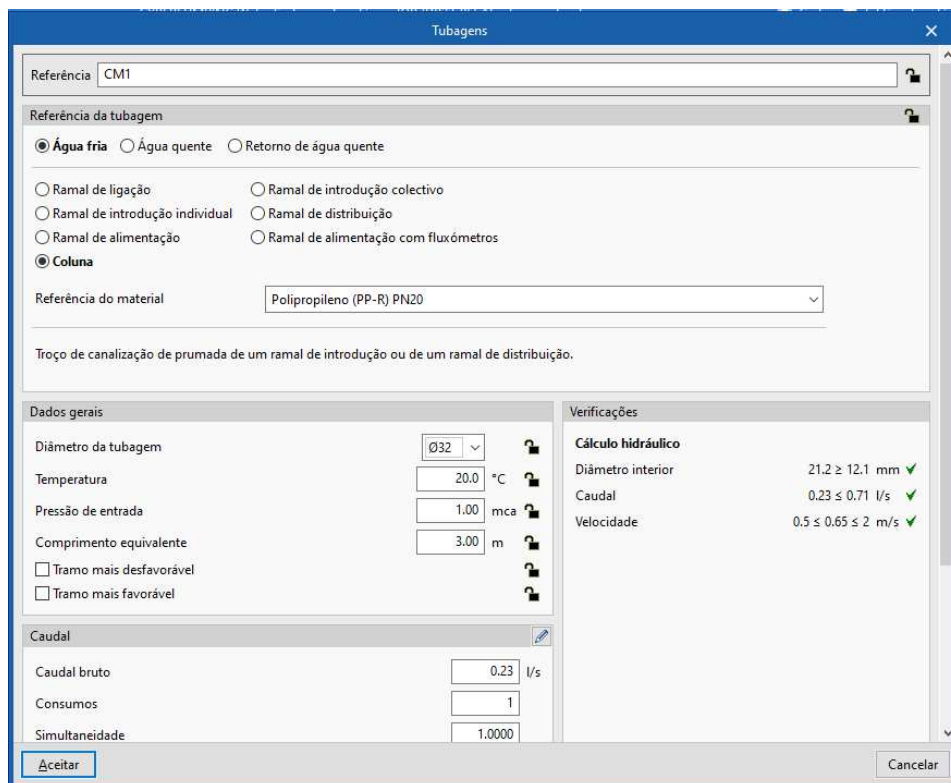 Tubagens
Referência CM1
Referência da tubagem
Água fria Água quente Retorno de água quente
Ramal de ligação Ramal de introdução colectivo
Ramal de introdução individual Ramal de distribuição
Ramal de alimentação Ramal de alimentação com fluxómetros
Coluna
Referência do material Polipropileno (PP-R) PN20
Troço de canalização de prumada de um ramal de introdução ou de um ramal de distribuição.
Dados gerais
Diâmetro da tubagem Ø32
Temperatura 20.0 °C
Pressão de entrada 1.00 mca
Comprimento equivalente 3.00 m
Tramo mais desfavorável
Tramo mais favorável
Verificações
Cálculo hidráulico
Diâmetro interior 21.2 ≥ 12.1 mm
Caudal 0.23 ≤ 0.71 l/s
Velocidade 0.5 ≤ 0.65 ≤ 2 m/s
Caudal
Caudal bruto 0.23 l/s
Consumos 1
Simultaneidade 1.0000
Aceitar Cancelar